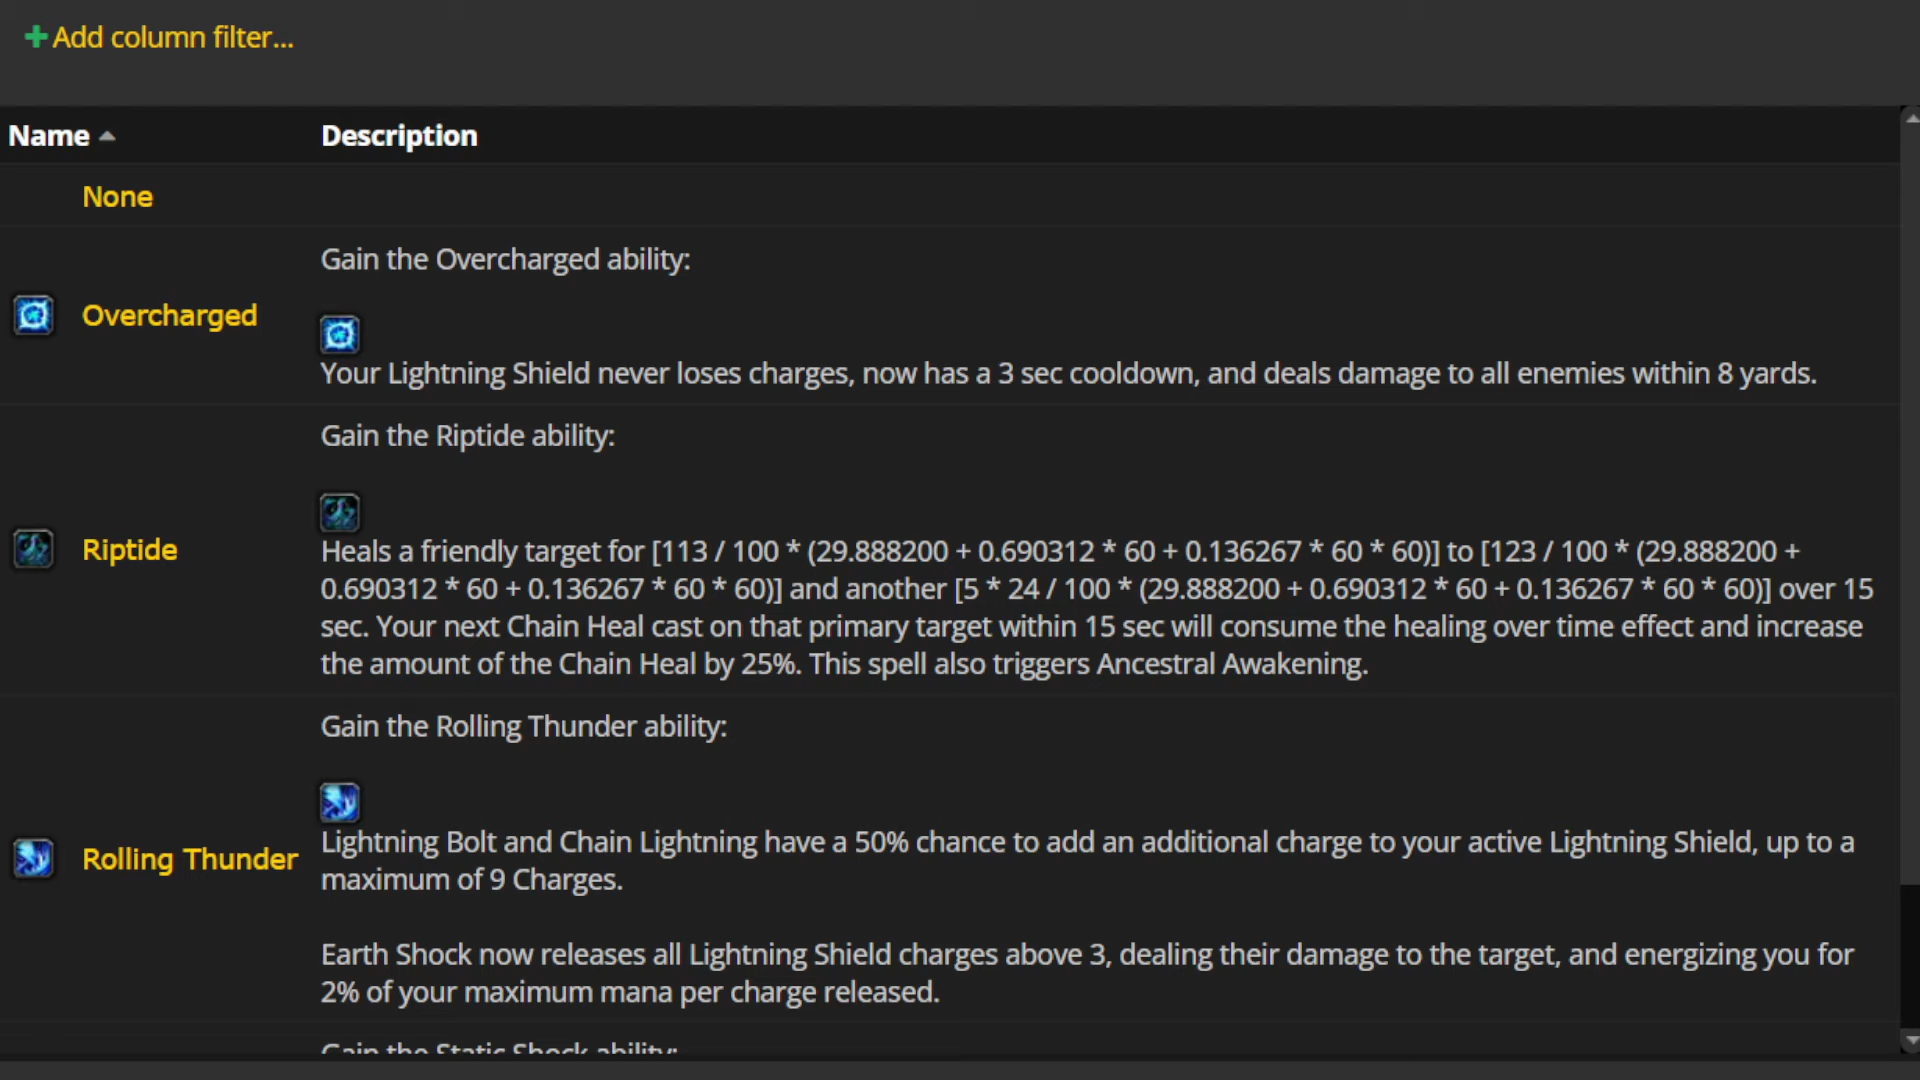 Add column filter...
Name Description
None
Gain the Overcharged ability:
Overcharged
Your Lightning Shield never loses charges, now has a 3 sec cooldown, and deals damage to all enemies within 8 yards.
Gain the Riptide ability:
Riptide
Heals a friendly target for [113 / 100 * (29.888200 + 0.690312 * 60 + 0.136267 * 60 * 60)] to [123 / 100 * (29.888200 +
0.690312 * 60 + 0.136267 * 60 * 60)] and another [5 * 24 / 100 * (29.888200 + 0.690312 * 60 + 0.136267 * 60 * 60)] over 15
sec. Your next Chain Heal cast on that primary target within 15 sec will consume the healing over time effect and increase
the amount of the Chain Heal by 25%. This spell also triggers Ancestral Awakening.
Gain the Rolling Thunder ability:
Rolling Thunder
Lightning Bolt and Chain Lightning have a 50% chance to add an additional charge to your active Lightning Shield, up to a
maximum of 9 Charges.
Earth Shock now releases all Lightning Shield charges above 3, dealing their damage to the target, and energizing you for
2% of your maximum mana per charge released.
Gain the Static Shock ability: